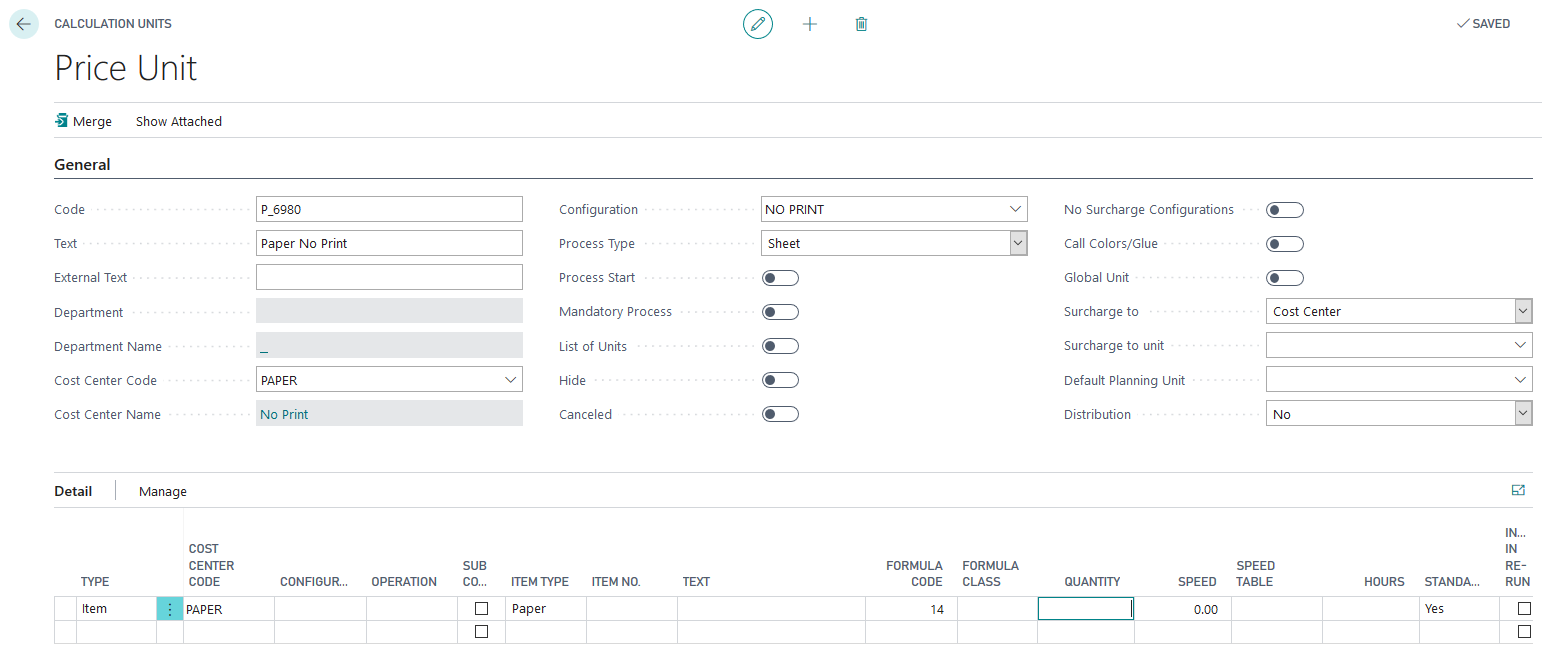 CALCULATION UNITS
SAVED
Price Unit
Merge Show Attached
General
Code P_6980
Text Paper No Print
External Text
Department
Department Name _
Cost Center Code PAPER
Cost Center Name No Print
Configuration NO PRINT
Process Type Sheet
Process Start
Mandatory Process
List of Units
Hide
Canceled
No Surcharge Configurations
Call Colors/Glue
Global Unit
Surcharge to Cost Center
Surcharge to unit
Default Planning Unit
Distribution No
Detail Manage
TYPE COST CENTER CODE CONFIGUR... OPERATION SUB CO... ITEM TYPE ITEM NO. TEXT FORMULA CODE FORMULA CLASS QUANTITY SPEED SPEED TABLE HOURS STANDA... IN... IN RE-RUN
Item PAPER Paper 14 0.00 Yes